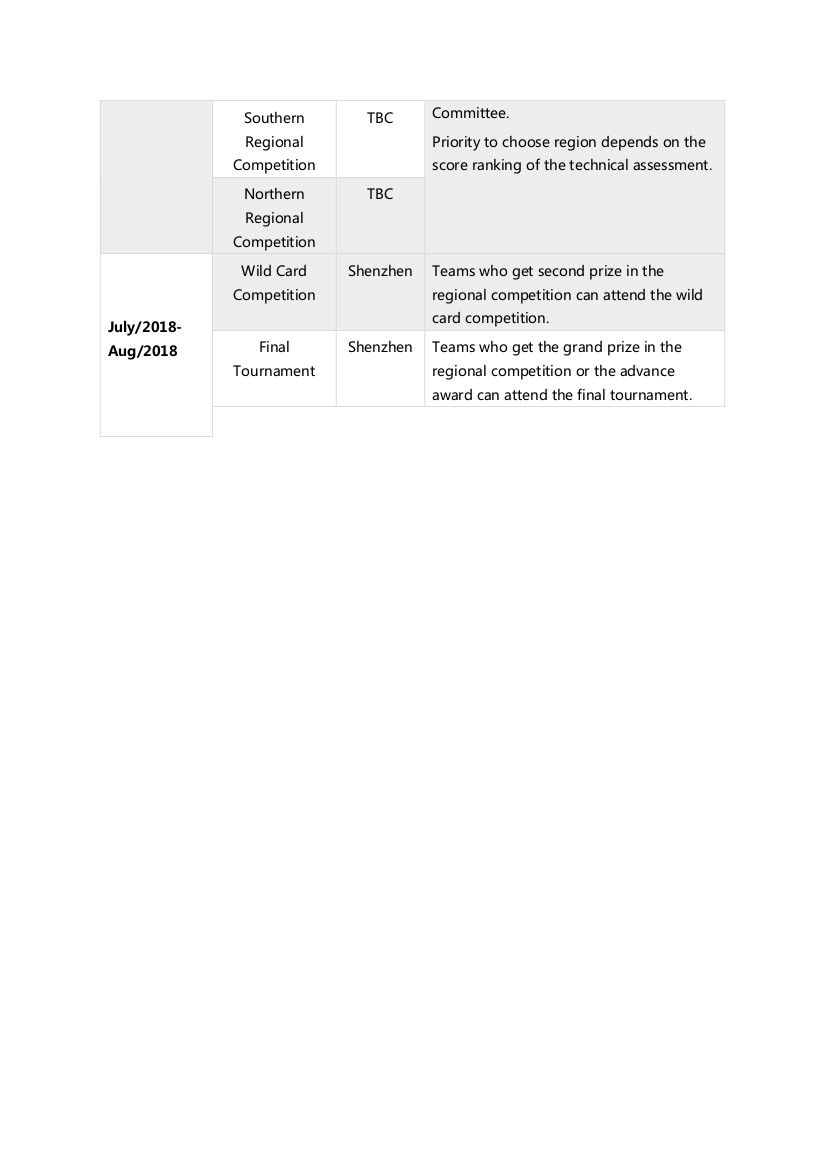 Southern
Regional
Competition
TBC
Committee.
Priority to choose region depends on the
score ranking of the technical assessment.
Northern
Regional
Competition
TBC
July/2018-
Aug/2018
Wild Card
Competition
Shenzhen
Teams who get second prize in the
regional competition can attend the wild
card competition.
Final
Tournament
Shenzhen
Teams who get the grand prize in the
regional competition or the advance
award can attend the final tournament.